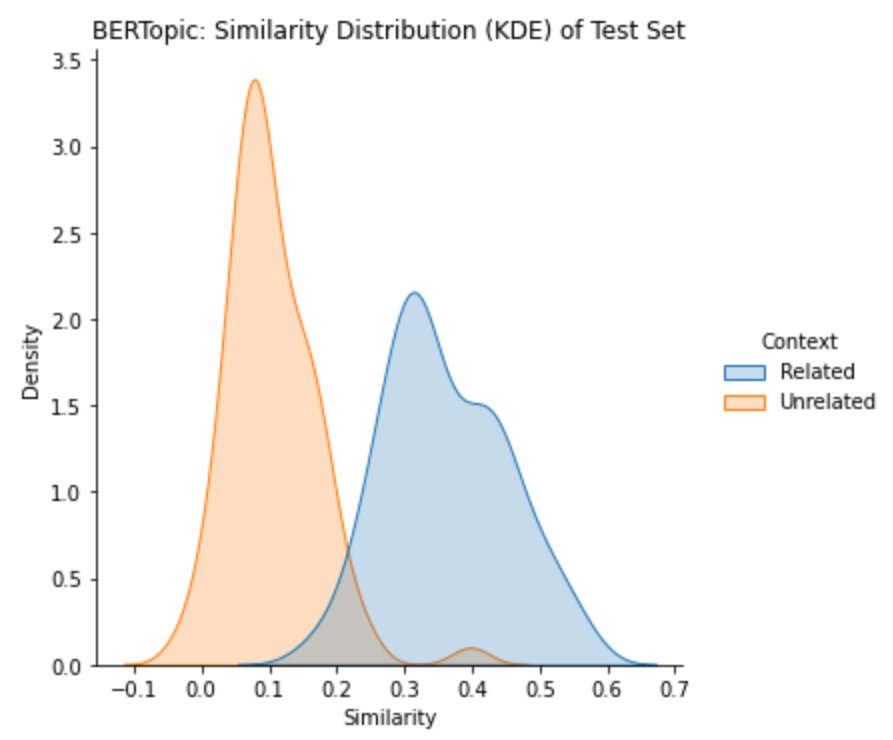 BERTopic: Similarity Distribution (KDE) of Test Set
3.5
3.0
2.5
2.0
1.5
1.0
0.5
0.0
Density
−0.1 0.0 0.1 0.2 0.3 0.4 0.5 0.6 0.7
Similarity
Context
Related
Unrelated